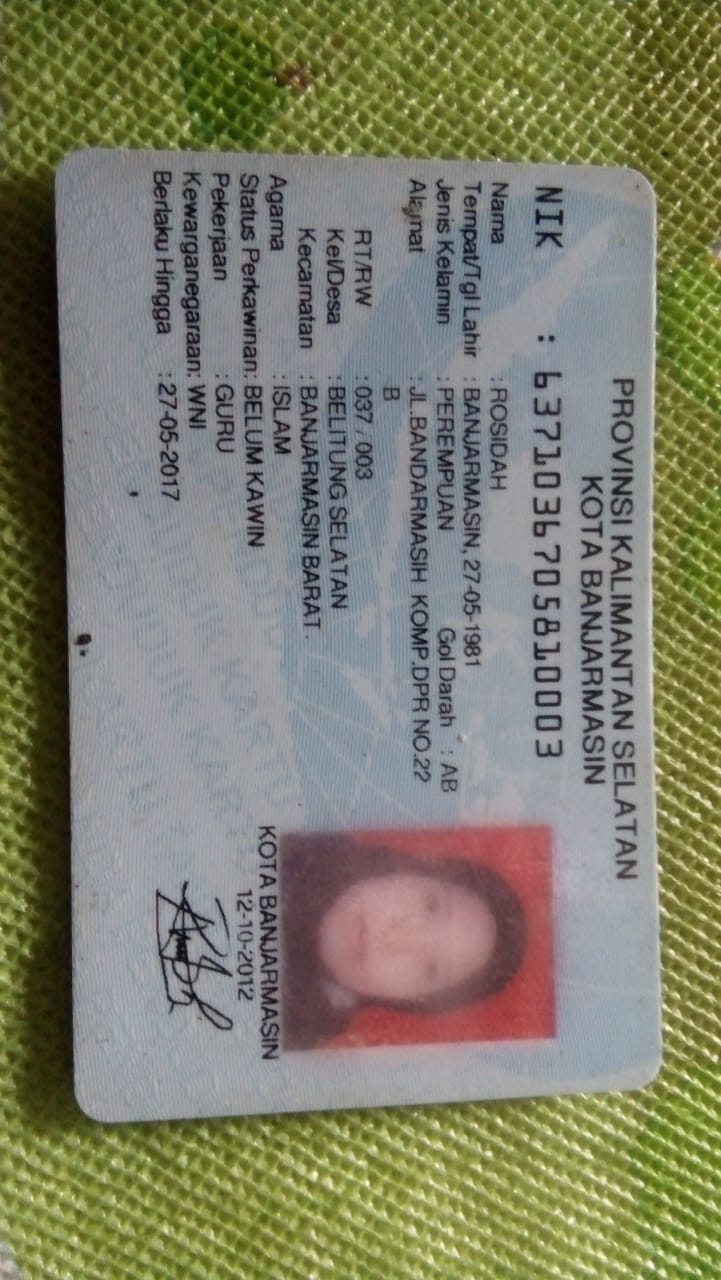 PROVINSI KALIMANTAN SELATAN
KOTA BANJARMASIN
NIK : 6371036705810003
Nama : ROSIDAH
Tempat/Tgl Lahir : BANJARMASIN, 27-05-1981
Jenis Kelamin : PEREMPUAN Gol Darah : AB
Alamat : JL.BANDARMASIH KOMP.DPR NO.22
B
RT/RW : 037 / 003
Kel/Desa : BELITUNG SELATAN
Kecamatan : BANJARMASIN BARAT
Agama : ISLAM
Status Perkawinan: BELUM KAWIN
Pekerjaan : GURU
Kewarganegaraan: WNI
Berlaku Hingga : 27-05-2017
KOTA BANJARMASIN
12-10-2012